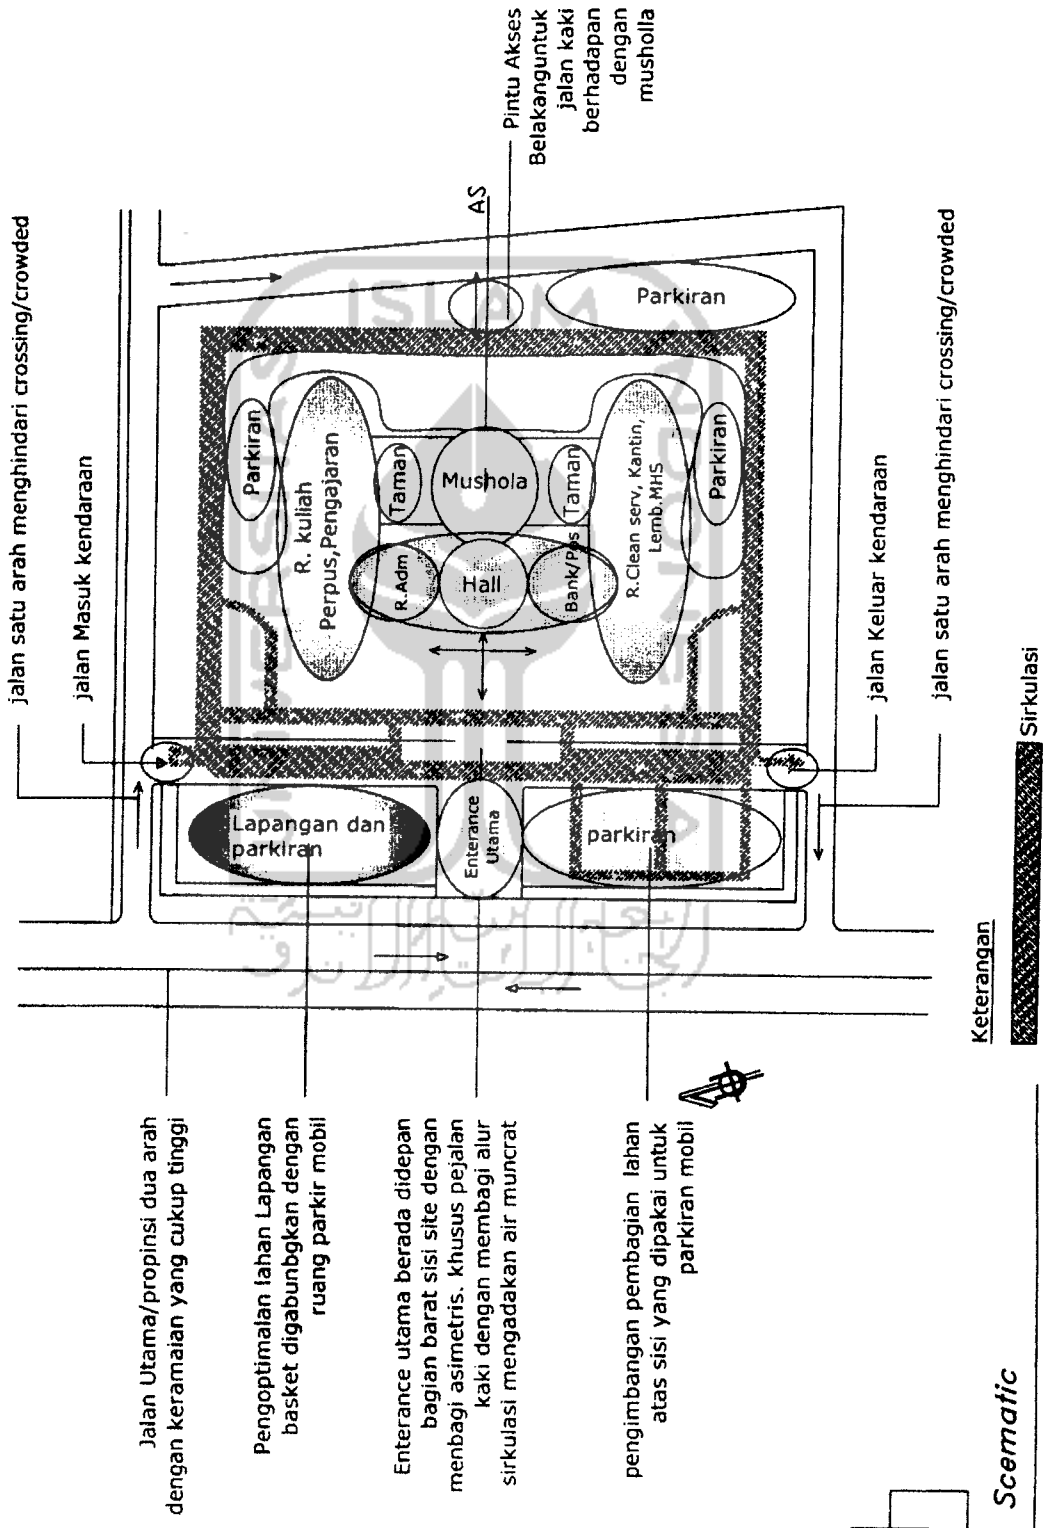 jalan satu arah menghindari crossing/crowded
jalan Masuk kendaraan
Pintu Akses
Belakanguntuk
jalan kaki
berhadapan
dengan
musholla
AS
Parkiran
Parkiran
R. kuliah
Perpus,Pengajaran
Taman
Mushola
Taman
R.Adm
Hall
Bank/Pos
R.Clean serv, Kantin,
Lemb.MHS
Parkiran
Lapangan dan
parkiran
Enterance
Utama
parkiran
jalan Keluar kendaraan
jalan satu arah menghindari crossing/crowded
Jalan Utama/propinsi dua arah
dengan keramaian yang cukup tinggi
Pengoptimalan lahan Lapangan
basket digabunbgkan dengan
ruang parkir mobil
Enterance utama berada didepan
bagian barat sisi site dengan
menbagi asimetris. khusus pejalan
kaki dengan membagi alur
sirkulasi mengadakan air muncrat
pengimbangan pembagian lahan
atas sisi yang dipakai untuk
parkiran mobil
Keterangan
Sirkulasi
Scematic
UNIVERSITAS
ISLAM
INDONESIA